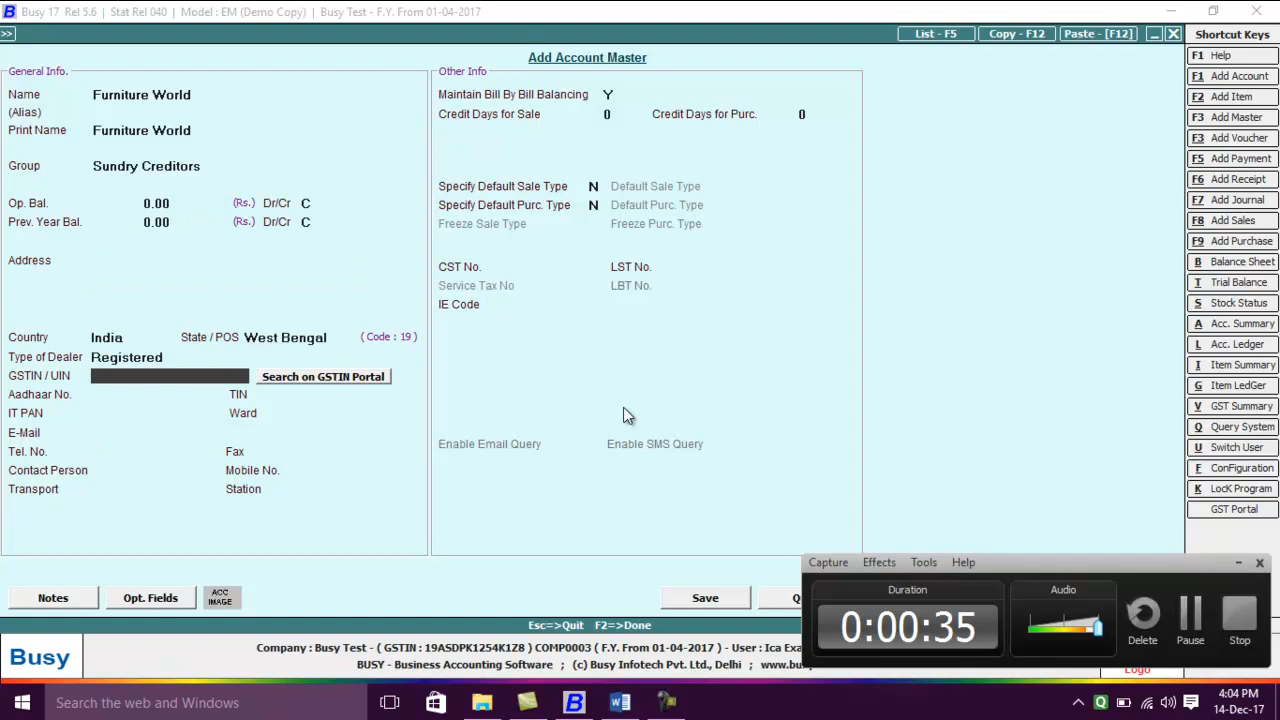 Busy 17 Rel 5.6 | Stat Rel 040 | Model : EM (Demo Copy) | Busy Test - F.Y. From 01-04-2017
>> List - F5 Copy - F12 Paste - [F12] Shortcut Keys
Add Account Master
General Info.
Name Furniture World
(Alias)
Print Name Furniture World
Group Sundry Creditors
Op. Bal. 0.00 (Rs.) Dr/Cr C
Prev. Year Bal. 0.00 (Rs.) Dr/Cr C
Address
Country India State / POS West Bengal ( Code : 19 )
Type of Dealer Registered
GSTIN / UIN Search on GSTIN Portal
Aadhaar No. TIN
IT PAN Ward
E-Mail
Tel. No. Fax
Contact Person Mobile No.
Transport Station
Other Info
Maintain Bill By Bill Balancing Y
Credit Days for Sale 0 Credit Days for Purc. 0
Specify Default Sale Type N Default Sale Type
Specify Default Purc. Type N Default Purc. Type
Freeze Sale Type Freeze Purc. Type
CST No. LST No.
Service Tax No LBT No.
IE Code
Enable Email Query Enable SMS Query
F1 Help
F1 Add Account
F2 Add Item
F3 Add Master
F3 Add Voucher
F5 Add Payment
F6 Add Receipt
F7 Add Journal
F8 Add Sales
F9 Add Purchase
B Balance Sheet
T Trial Balance
S Stock Status
A Acc. Summary
L Acc. Ledger
I Item Summary
G Item LedGer
V GST Summary
Q Query System
U Switch User
F ConFiguration
K LocK Program
GST Portal
Notes Opt. Fields ACC IMAGE Save Q
Esc=>Quit F2=>Done
Capture Effects Tools Help
Duration Audio
0:00:35
Delete Pause Stop
Busy
Company : Busy Test - ( GSTIN : 19ASDPK1254K1Z8 ) COMP0003 ( F.Y. From 01-04-2017 ) - User : Ica Exa
BUSY - Business Accounting Software ; (c) Busy Infotech Pvt. Ltd., Delhi ; www.bu
Logo
Search the web and Windows
4:04 PM
14-Dec-17